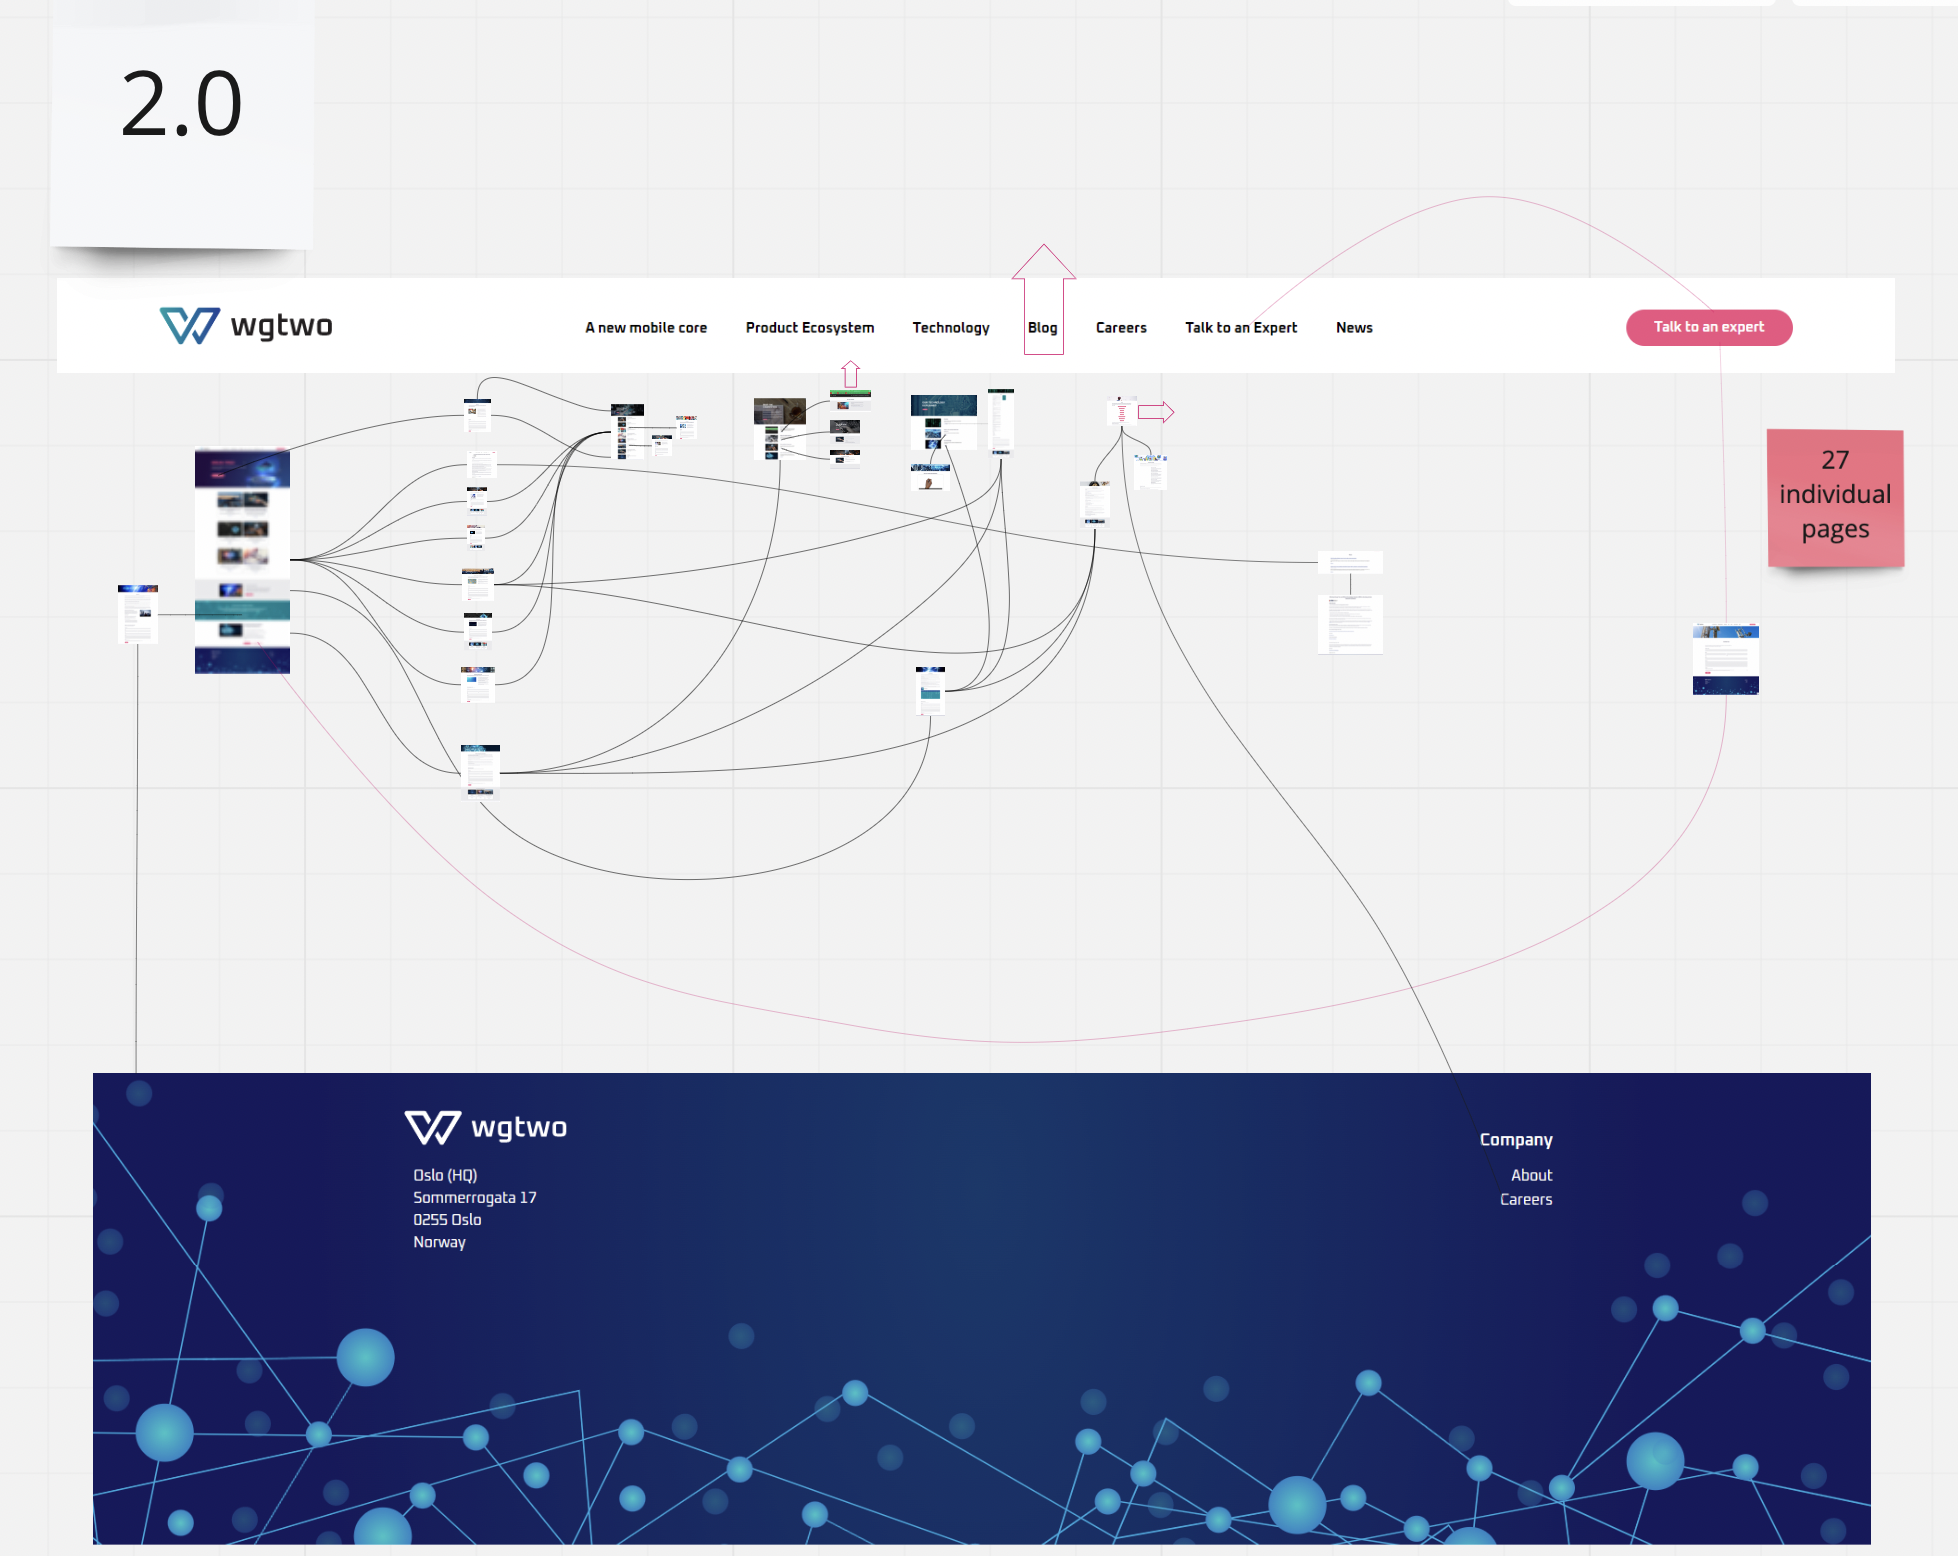 2.0
wgtwo
A new mobile core
Product Ecosystem
Technology
Blog
Careers
Talk to an Expert
News
Talk to an expert
27
individual
pages
wgtwo
Oslo (HQ)
Sommerrogata 17
0255 Oslo
Norway
Company
About
Careers